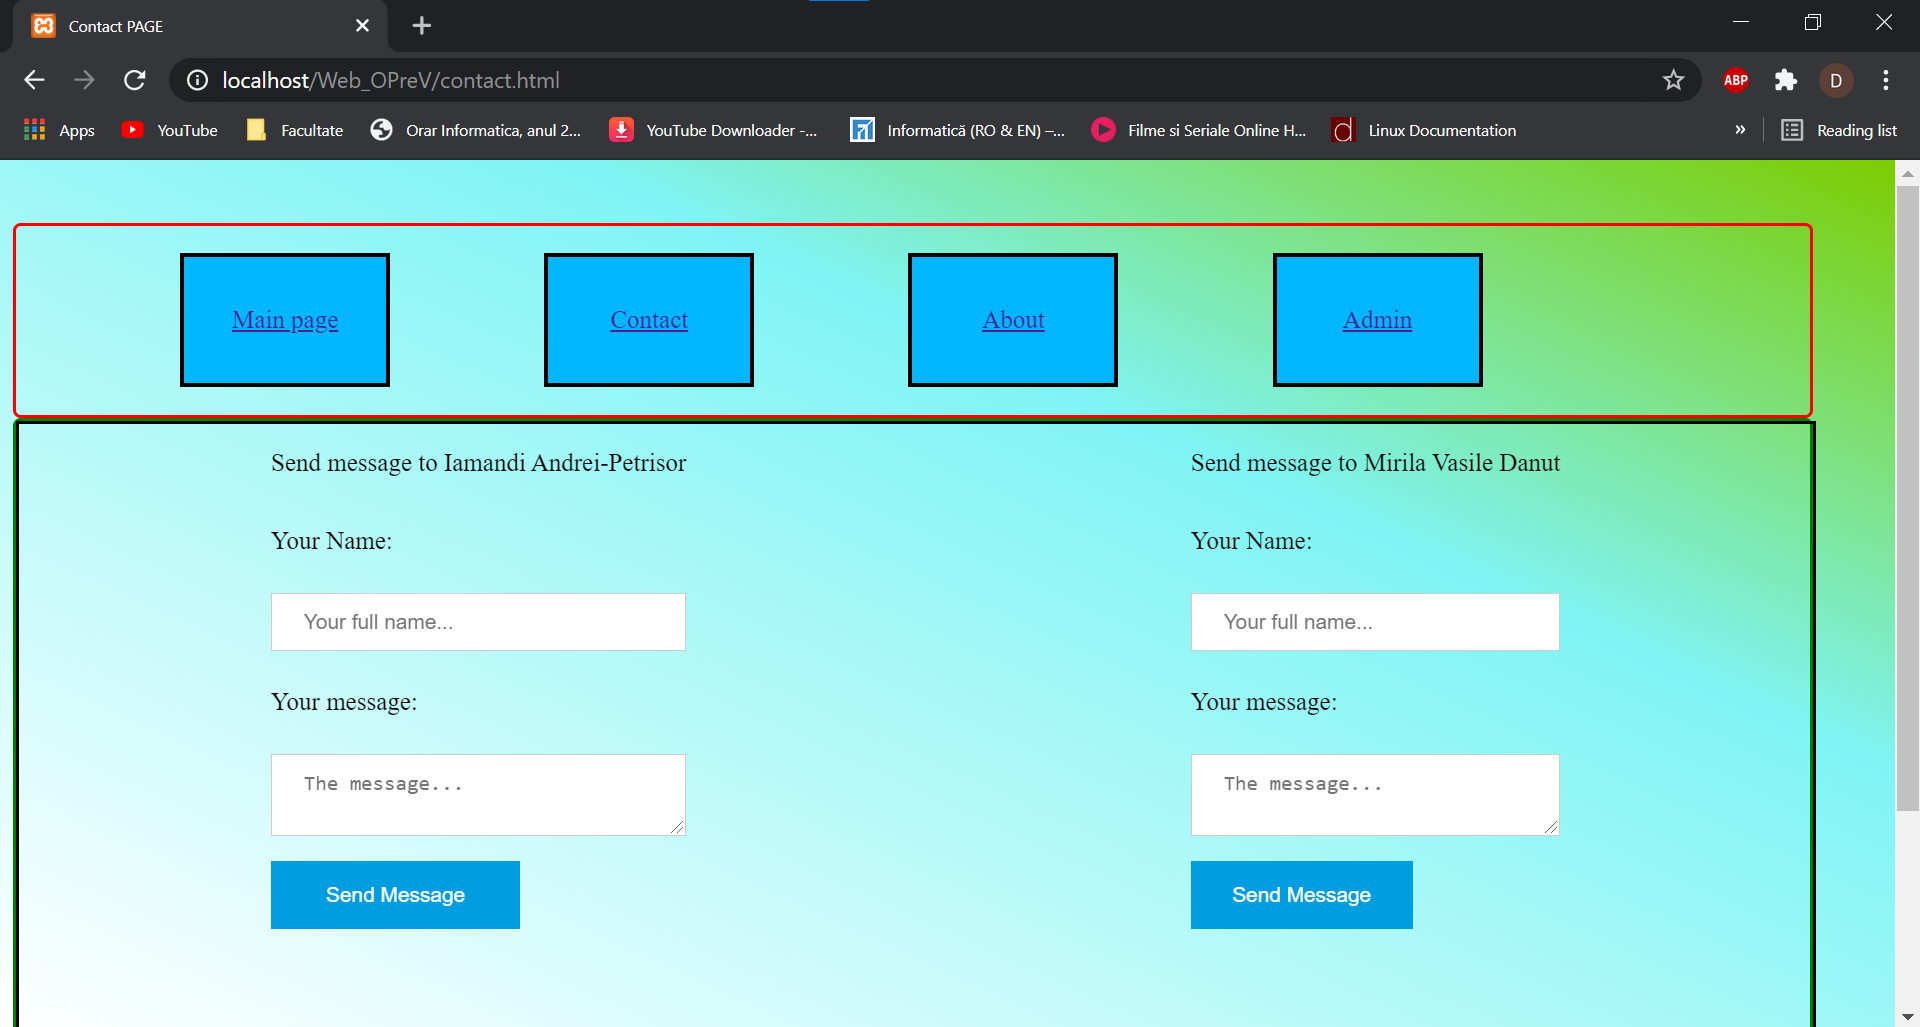 Contact PAGE
localhost/Web_OPreV/contact.html
ABP
D
Apps
YouTube
Facultate
Orar Informatica, anul 2...
YouTube Downloader -...
Informatică (RO & EN) –...
Filme si Seriale Online H...
Linux Documentation
»
Reading list
Main page
Contact
About
Admin
Send message to Iamandi Andrei-Petrisor
Send message to Mirila Vasile Danut
Your Name:
Your Name:
Your full name...
Your full name...
Your message:
Your message:
The message...
The message...
Send Message
Send Message